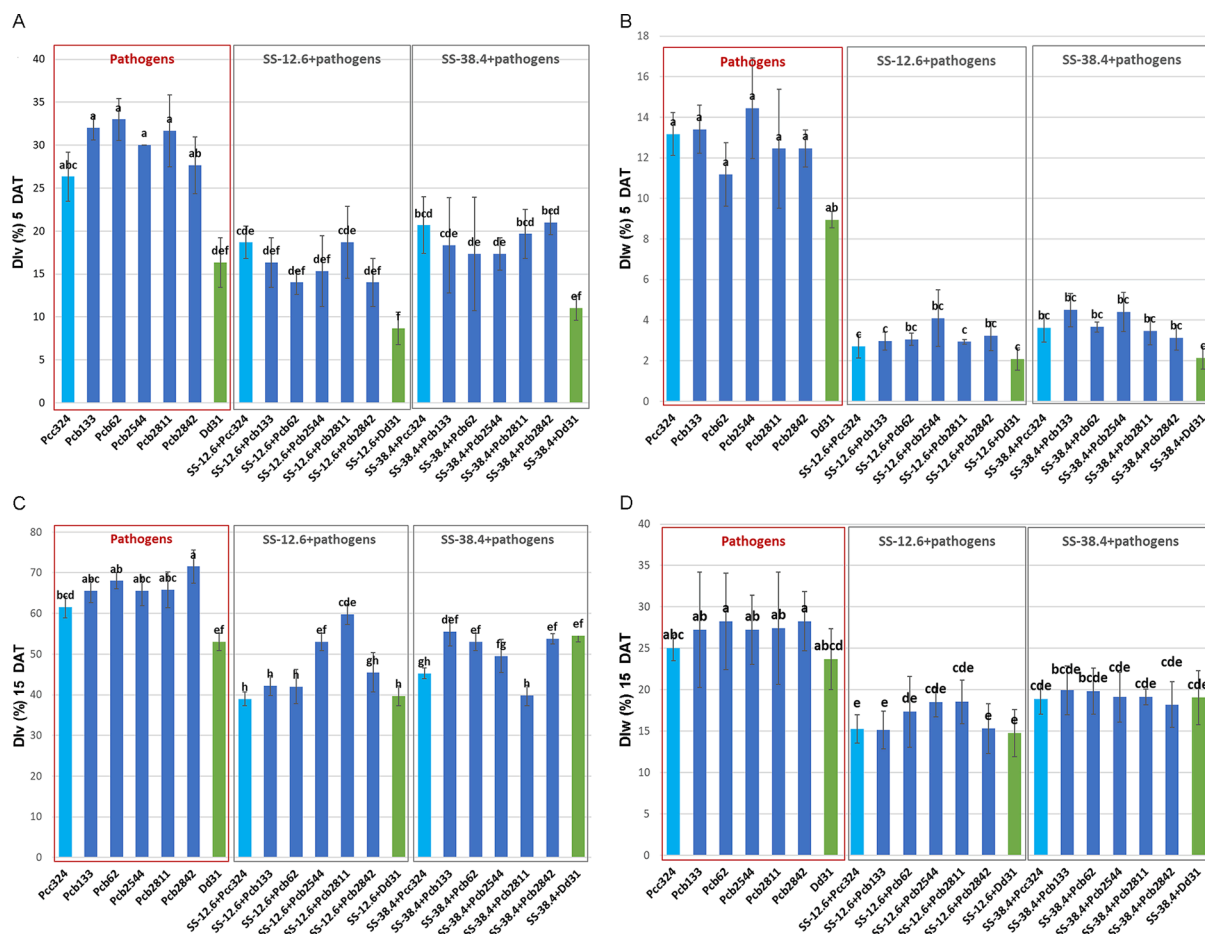 A
Pathogens
SS-12.6+pathogens
SS-38.4+pathogens
DIv (%) 5 DAT
40
35
30
25
20
15
10
5
0
abc
a
a
a
a
ab
def
cde
def
def
def
cde
def
f
bcd
cde
de
de
bcd
bcd
ef
Pcc324
Pcb133
Pcb62
Pcb2544
Pcb2811
Pcb2842
Dd31
SS-12.6+Pcc324
SS-12.6+Pcb133
SS-12.6+Pcb62
SS-12.6+Pcb2544
SS-12.6+Pcb2811
SS-12.6+Pcb2842
SS-12.6+Dd31
SS-38.4+Pcc324
SS-38.4+Pcb133
SS-38.4+Pcb62
SS-38.4+Pcb2544
SS-38.4+Pcb2811
SS-38.4+Pcb2842
SS-38.4+Dd31
B
Pathogens
SS-12.6+pathogens
SS-38.4+pathogens
DIw (%) 5 DAT
18
16
14
12
10
8
6
4
2
0
a
a
a
a
a
a
ab
c
c
bc
bc
c
bc
c
bc
bc
bc
bc
bc
bc
c
Pcc324
Pcb133
Pcb62
Pcb2544
Pcb2811
Pcb2842
Dd31
SS-12.6+Pcc324
SS-12.6+Pcb133
SS-12.6+Pcb62
SS-12.6+Pcb2544
SS-12.6+Pcb2811
SS-12.6+Pcb2842
SS-12.6+Dd31
SS-38.4+Pcc324
SS-38.4+Pcb133
SS-38.4+Pcb62
SS-38.4+Pcb2544
SS-38.4+Pcb2811
SS-38.4+Pcb2842
SS-38.4+Dd31
C
Pathogens
SS-12.6+pathogens
SS-38.4+pathogens
DIv (%) 15 DAT
80
70
60
50
40
30
20
10
0
bcd
abc
ab
abc
abc
a
ef
h
h
h
ef
cde
gh
h
gh
def
ef
fg
h
ef
ef
Pcc324
Pcb133
Pcb62
Pcb2544
Pcb2811
Pcb2842
Dd31
SS-12.6+Pcc324
SS-12.6+Pcb133
SS-12.6+Pcb62
SS-12.6+Pcb2544
SS-12.6+Pcb2811
SS-12.6+Pcb2842
SS-12.6+Dd31
SS-38.4+Pcc324
SS-38.4+Pcb133
SS-38.4+Pcb62
SS-38.4+Pcb2544
SS-38.4+Pcb2811
SS-38.4+Pcb2842
SS-38.4+Dd31
D
Pathogens
SS-12.6+pathogens
SS-38.4+pathogens
DIw (%) 15 DAT
40
35
30
25
20
15
10
5
0
abc
ab
a
ab
ab
a
abcd
e
e
de
cde
cde
e
e
cde
bcde
bcde
cde
cde
cde
cde
Pcc324
Pcb133
Pcb62
Pcb2544
Pcb2811
Pcb2842
Dd31
SS-12.6+Pcc324
SS-12.6+Pcb133
SS-12.6+Pcb62
SS-12.6+Pcb2544
SS-12.6+Pcb2811
SS-12.6+Pcb2842
SS-12.6+Dd31
SS-38.4+Pcc324
SS-38.4+Pcb133
SS-38.4+Pcb62
SS-38.4+Pcb2544
SS-38.4+Pcb2811
SS-38.4+Pcb2842
SS-38.4+Dd31